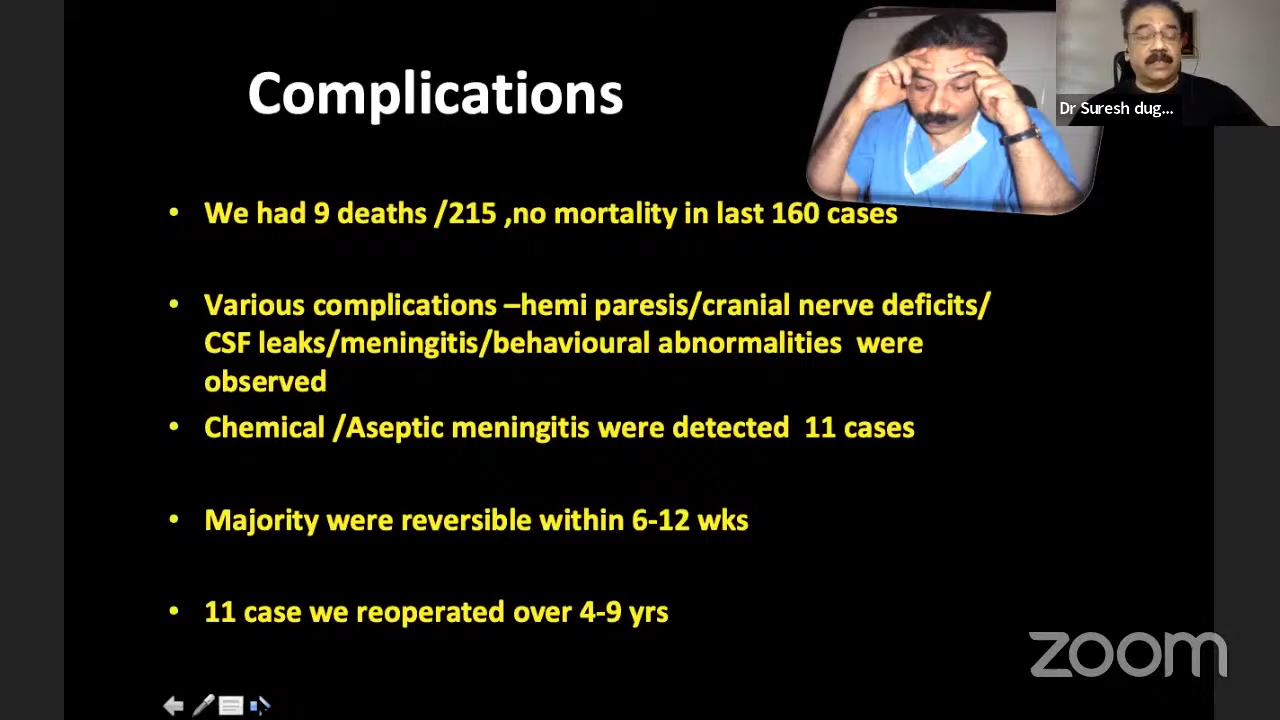 Complications
Dr Suresh dug...
• We had 9 deaths /215 ,no mortality in last 160 cases
• Various complications –hemi paresis/cranial nerve deficits/
CSF leaks/meningitis/behavioural abnormalities were
observed
• Chemical /Aseptic meningitis were detected 11 cases
• Majority were reversible within 6-12 wks
• 11 case we reoperated over 4-9 yrs
zoom